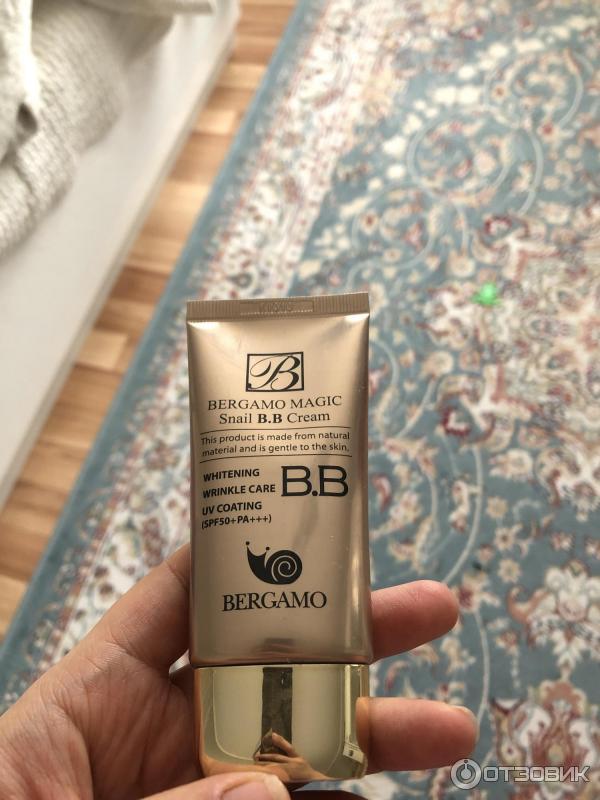 B
BERGAMO MAGIC
Snail B.B Cream
This product is made from natural
material and is gentle to the skin.
WHITENING
WRINKLE CARE
UV COATING
(SPF50+PA+++)
B.B
BERGAMO
ОТЗОВИК